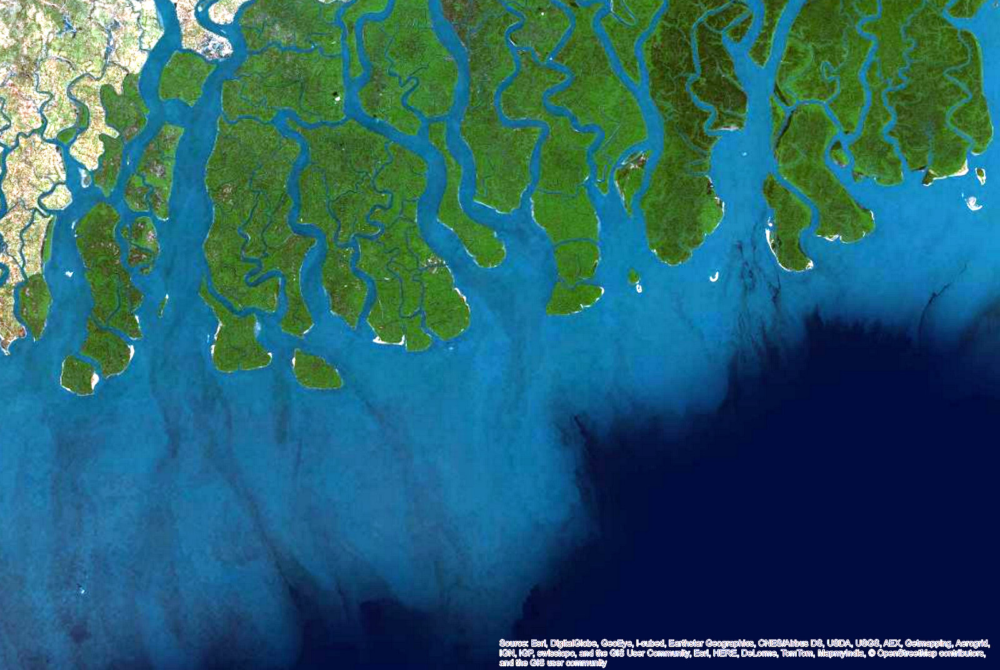 Source: Esri, DigitalGlobe, GeoEye, i-cubed, Earthstar Geographics, CNES/Airbus DS, USDA, USGS, AEX, Getmapping, Aerogrid,
IGN, IGP, swisstopo, and the GIS User Community, Esri, HERE, DeLorme, TomTom, MapmyIndia, © OpenStreetMap contributors,
and the GIS user community